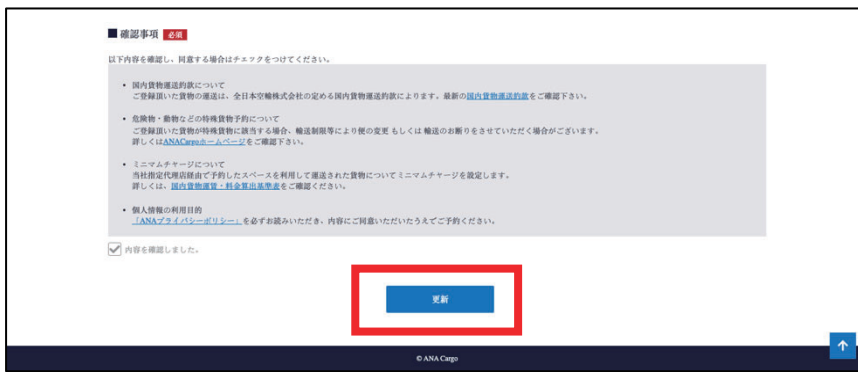 ■ 確認事項 必須
以下内容を確認し、同意する場合はチェックをつけてください。
• 国内貨物運送約款について
ご登録頂いた貨物の運送は、全日本空輸株式会社の定める国内貨物運送約款によります。最新の国内貨物運送約款をご確認下さい。
• 危険物・動物などの特殊貨物予約について
ご登録頂いた貨物が特殊貨物に該当する場合、輸送制限等により便の変更 もしくは 輸送のお断りをさせていただく場合がございます。
詳しくはANACargoホームページをご確認下さい。
• ミニマムチャージについて
当社指定代理店経由で予約したスペースを利用して運送された貨物についてミニマムチャージを設定します。
詳しくは、国内貨物運賃・料金算出基準表をご確認ください。
• 個人情報の利用目的
「ANAプライバシーポリシー」を必ずお読みいただき、内容にご同意いただいたうえでご予約ください。
内容を確認しました。
更新
© ANA Cargo